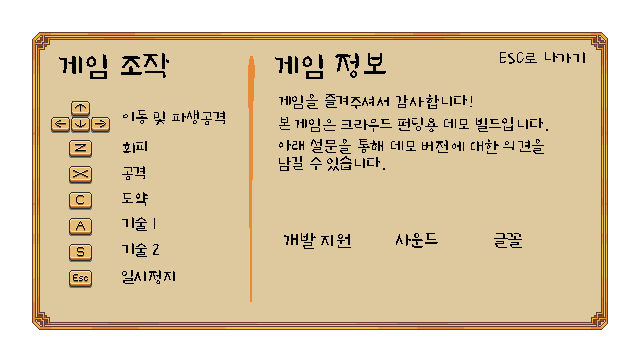 게임 조작
↑
← ↓ → 이동 및 파생공격
Z 회피
X 공격
C 도약
A 기술 1
S 기술 2
Esc 일시정지
게임 정보
ESC로 나가기
게임을 즐겨주셔서 감사합니다!
본 게임은 크라우드 펀딩용 데모 빌드입니다.
아래 설문을 통해 데모 버전에 대한 의견을
남길 수 있습니다.
개발 지원 사운드 글꼴